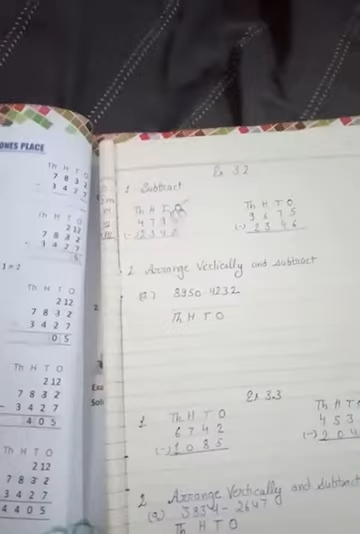 ONES PLACE
Th H T O
7 8 3 2
- 3 4 2 7
Th H T O
2 12
7 8 3 2
- 3 4 2 7
5
Th H T O
2 12
7 8 3 2
- 3 4 2 7
0 5
Th H T O
2 12
7 8 3 2
- 3 4 2 7
4 0 5
Th H T O
2 12
7 8 3 2
3 4 2 7
4 4 0 5
2
Exe
Solv
Ex 3.2
1 Subtract
Th H T O
Th H T O
9 6 7 5
(-) 2 3 4 6
2 Arrange Vertically and subtract
8950-4232
Th H T O
Ex 3.3
1 Th H T O
6 7 4 2
(-) 1 0 8 5
Th H T O
4 5 3
(-) 2 0 4
2 Arrange Vertically and subtract
(a) 3834 - 2647
Th H T O